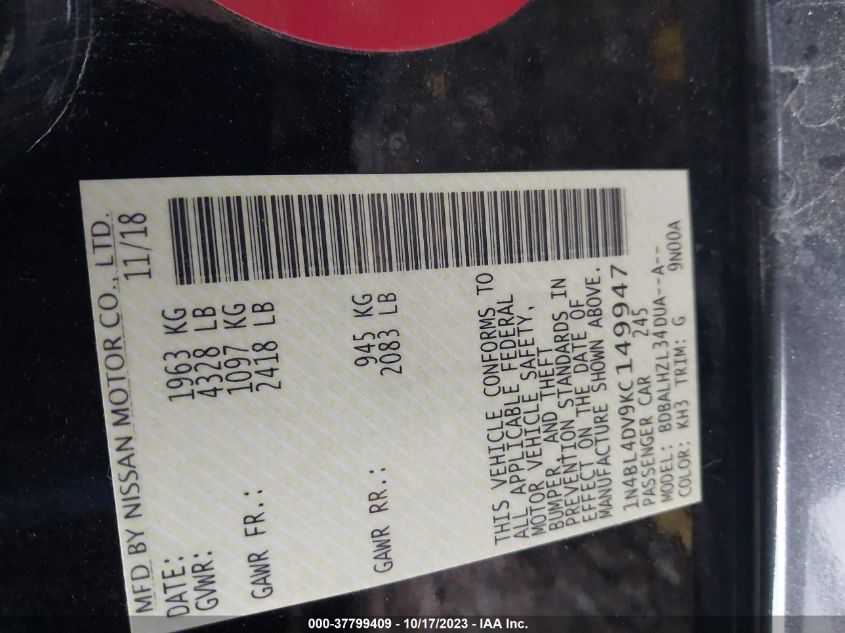 MFD BY NISSAN MOTOR CO., LTD.
DATE: 11/18
GVWR: 1963 KG
4328 LB
GAWR FR.: 1097 KG
2418 LB
GAWR RR.: 945 KG
2083 LB
THIS VEHICLE CONFORMS TO
ALL APPLICABLE FEDERAL
MOTOR VEHICLE SAFETY,
BUMPER, AND THEFT
PREVENTION STANDARDS IN
EFFECT ON THE DATE OF
MANUFACTURE SHOWN ABOVE.
1N4BL4DV9KC149947
PASSENGER CAR 245
MODEL: BDBALHZL34DUA--A--
COLOR: KH3 TRIM: G 9N00A
000-37799409 - 10/17/2023 - IAA Inc.